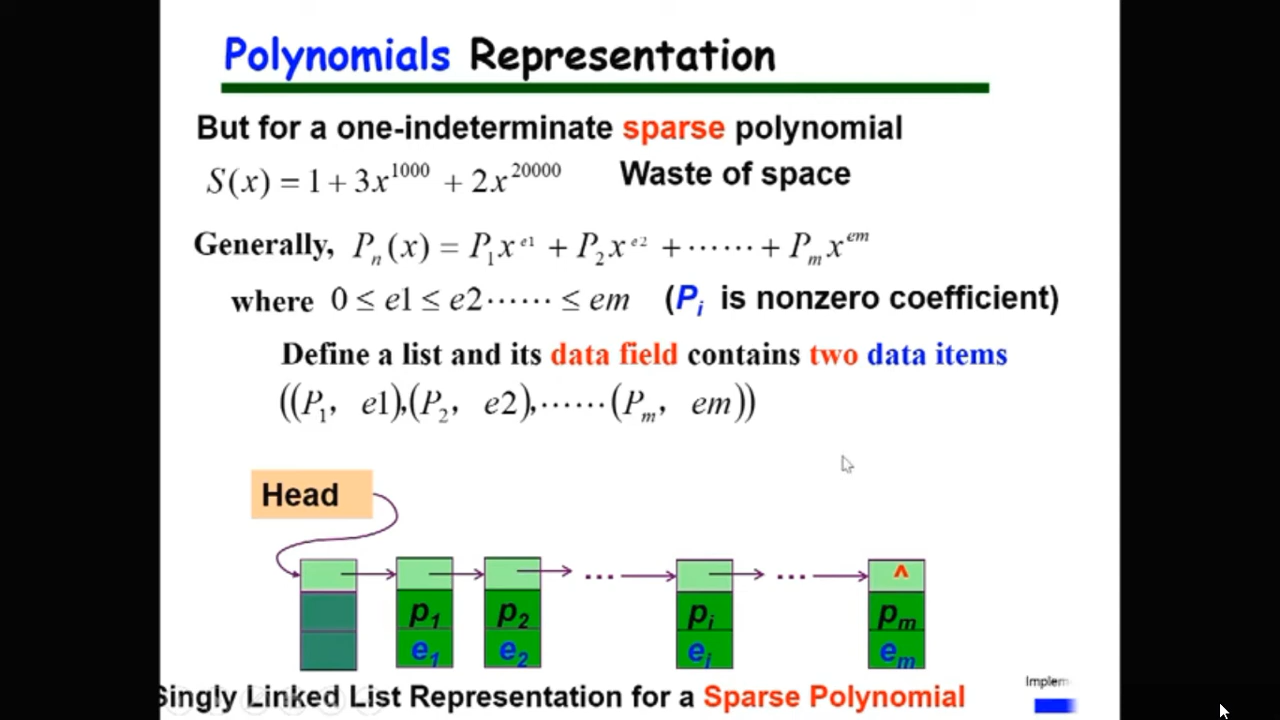 Polynomials Representation
But for a one-indeterminate sparse polynomial
S(x) = 1 + 3x^1000 + 2x^20000 Waste of space
Generally, P_n(x) = P_1x^e1 + P_2x^e2 + ⋯⋯ + P_mx^em
where 0 ≤ e1 ≤ e2⋯⋯ ≤ em (P_i is nonzero coefficient)
Define a list and its data field contains two data items
((P_1, e1),(P_2, e2),⋯⋯(P_m, em))
Head
... ... ^
p_1 p_2 p_i p_m
e_1 e_2 e_i e_m
Singly Linked List Representation for a Sparse Polynomial
Implem